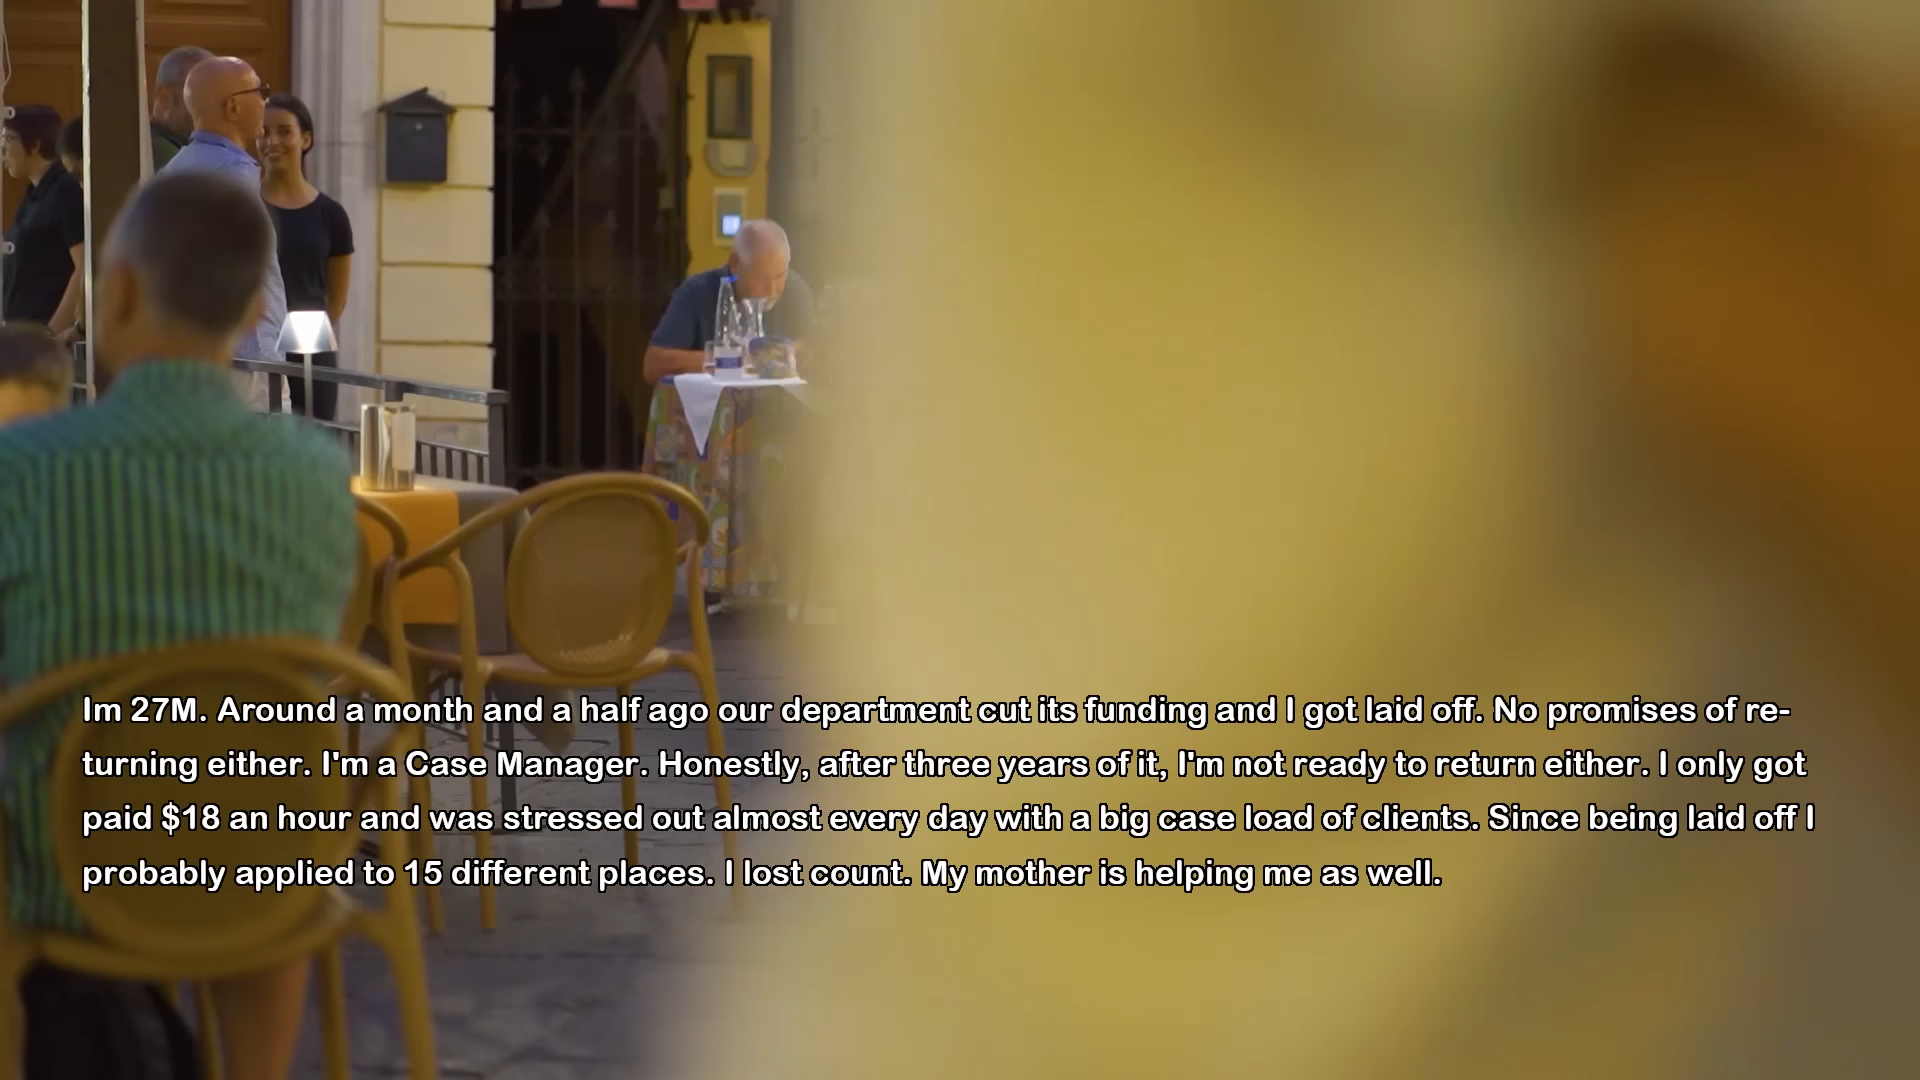 Im 27M. Around a month and a half ago our department cut its funding and I got laid off. No promises of re-
turning either. I'm a Case Manager. Honestly, after three years of it, I'm not ready to return either. I only got
paid $18 an hour and was stressed out almost every day with a big case load of clients. Since being laid off I
probably applied to 15 different places. I lost count. My mother is helping me as well.